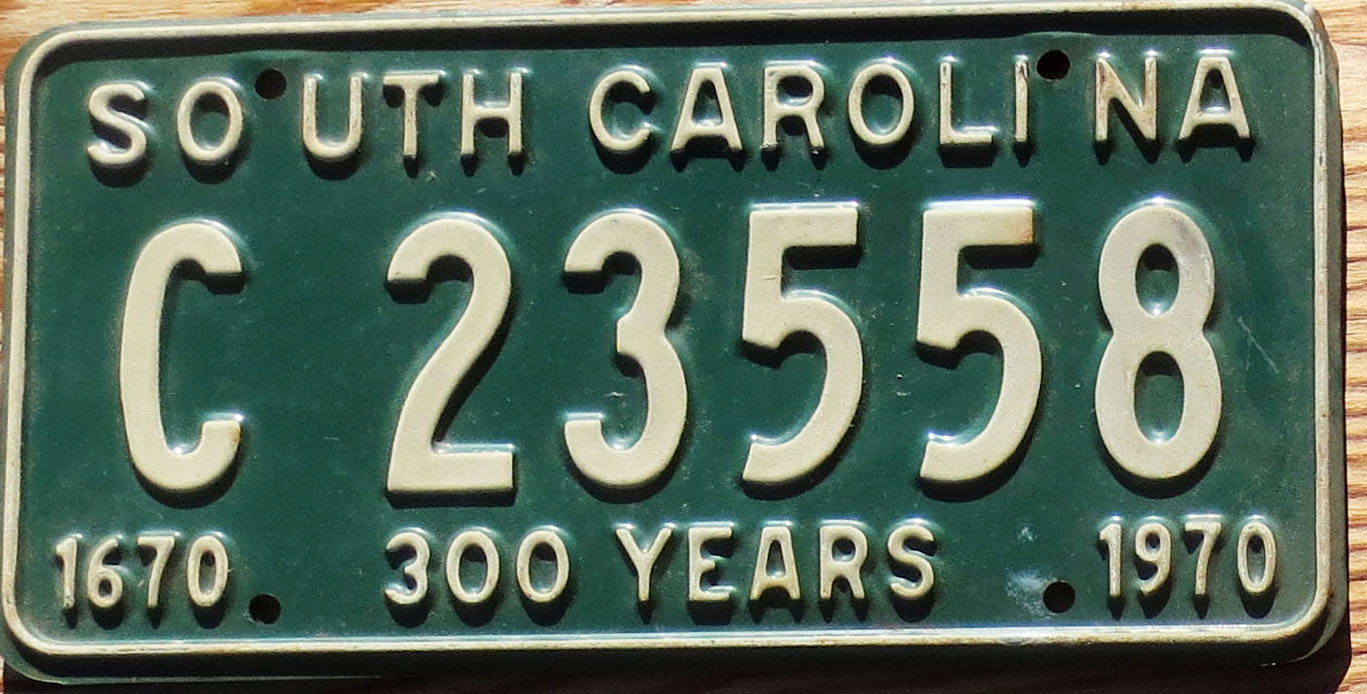 SOUTH CAROLINA
C 23558
1670 300 YEARS 1970